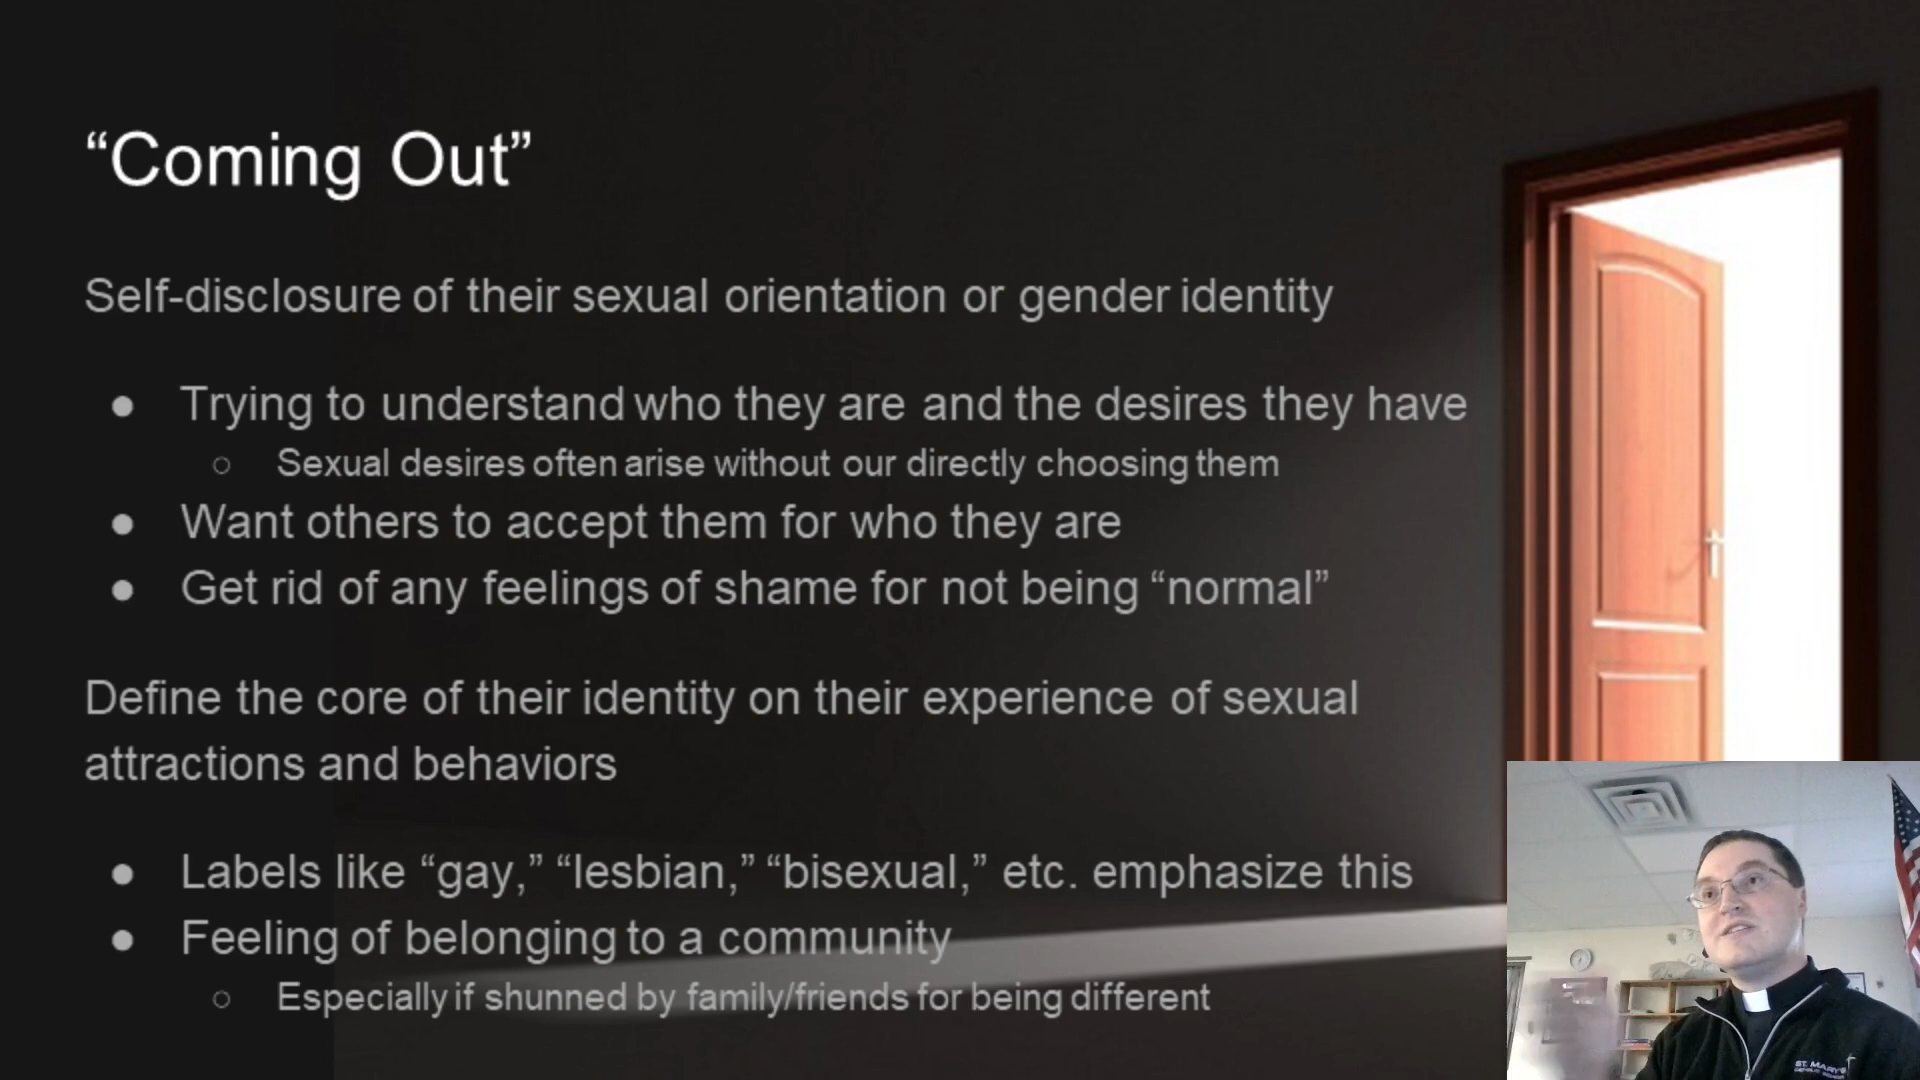 “Coming Out”
Self-disclosure of their sexual orientation or gender identity
● Trying to understand who they are and the desires they have
○ Sexual desires often arise without our directly choosing them
● Want others to accept them for who they are
● Get rid of any feelings of shame for not being “normal”
Define the core of their identity on their experience of sexual
attractions and behaviors
● Labels like “gay,” “lesbian,” “bisexual,” etc. emphasize this
● Feeling of belonging to a community
○ Especially if shunned by family/friends for being different
ST. MARY'S